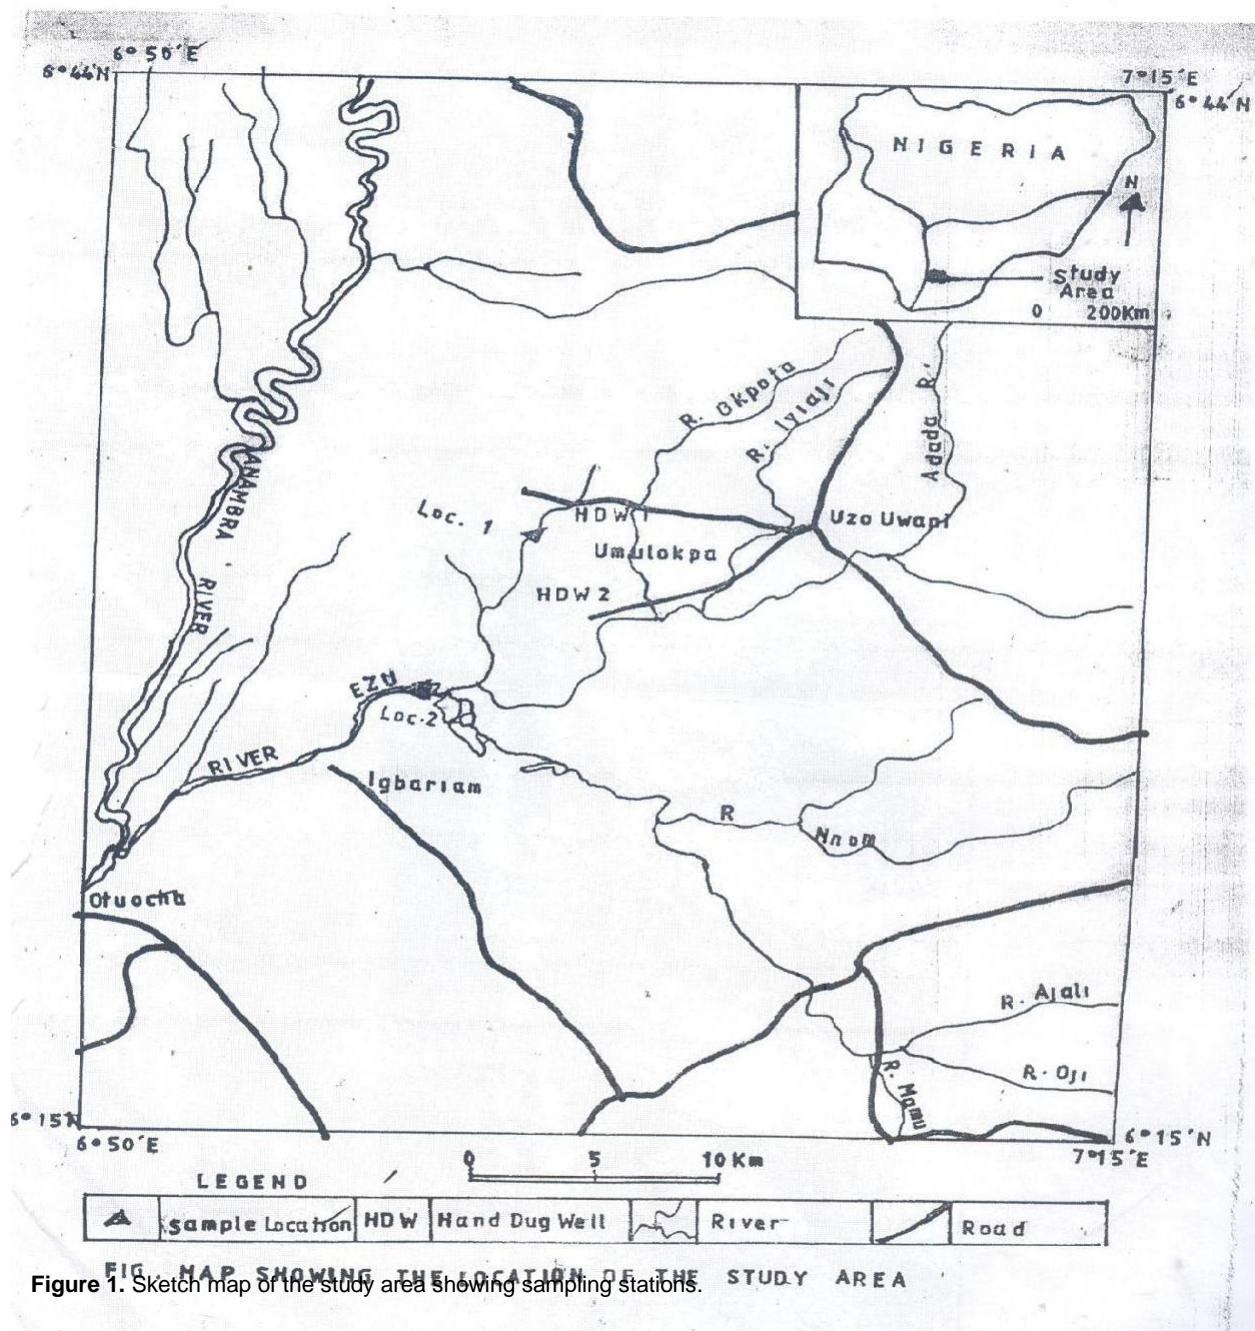 6° 50´E
6° 44´N
7° 15´E
6° 44´N
NIGERIA
N
Study
Area
0 200Km
R. Okpoto
R. Iyiaji
Adada R.
Loc. 1
HDW 1
Uzo Uwani
Umulokpa
HDW 2
ANAMBRA RIVER
EZU RIVER
Loc. 2
Igbariam
R Nnom
Otuocha
R. Ajali
R. Oji
R. Mamu
6° 15´N
6° 50´E
6° 15´N
7° 15´E
0 5 10 Km
LEGEND
Sample Location HDW Hand Dug Well River Road
FIG. MAP SHOWING THE LOCATION OF THE STUDY AREA
Figure 1. Sketch map of the study area showing sampling stations.